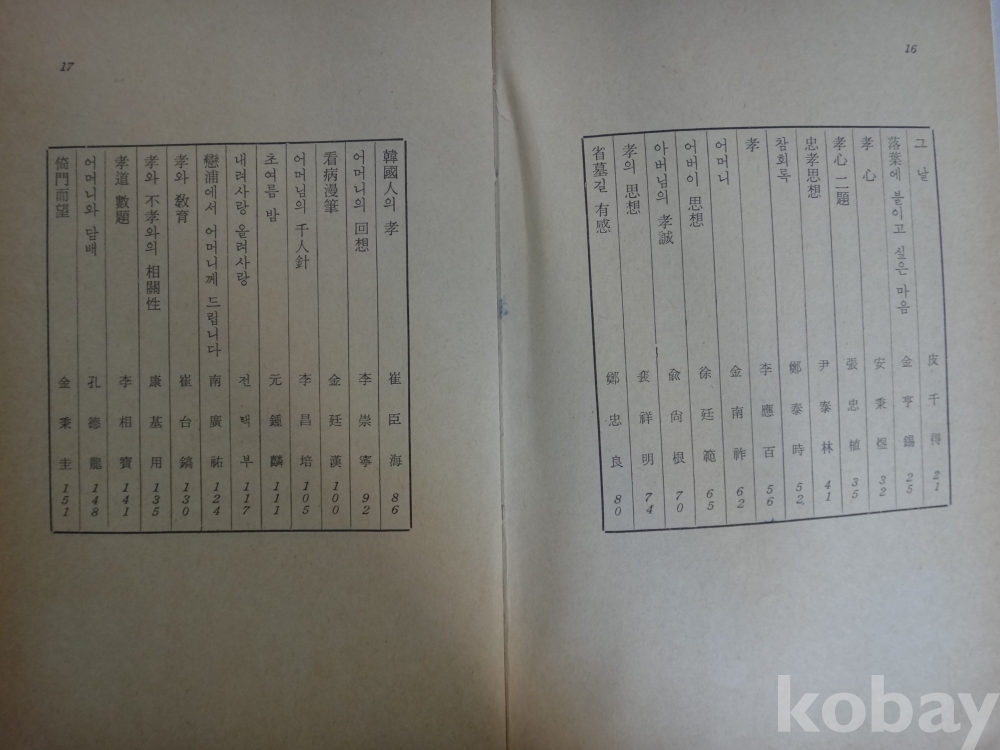 16
그 날 皮千得 21
落葉에 붙이고 싶은 마음 金亨錫 25
孝 心 安秉煜 32
孝心二題 張忠植 35
忠孝思想 尹泰林 41
참회록 鄭泰時 52
孝 李應百 56
어머니 金南祚 62
어버이 思想 徐廷範 65
아버님의 孝誠 兪尙根 70
孝의 思想 裵祥明 74
省墓길 有感 鄭忠良 80
17
韓國人의 孝 崔臣海 86
어머니의 回想 李崇寧 92
看病漫筆 金廷漢 100
어머님의 千人針 李昌培 105
초여름 밤 元鍾麟 111
내려사랑 올려사랑 전택부 117
戀浦에서 어머니께 드립니다 南廣祐 124
孝와 敎育 崔台鎬 130
孝와 不孝와의 相關性 康基用 135
孝道 數題 李相寶 141
어머니와 담배 孔德龍 148
倚門而望 金秉圭 151
kobay